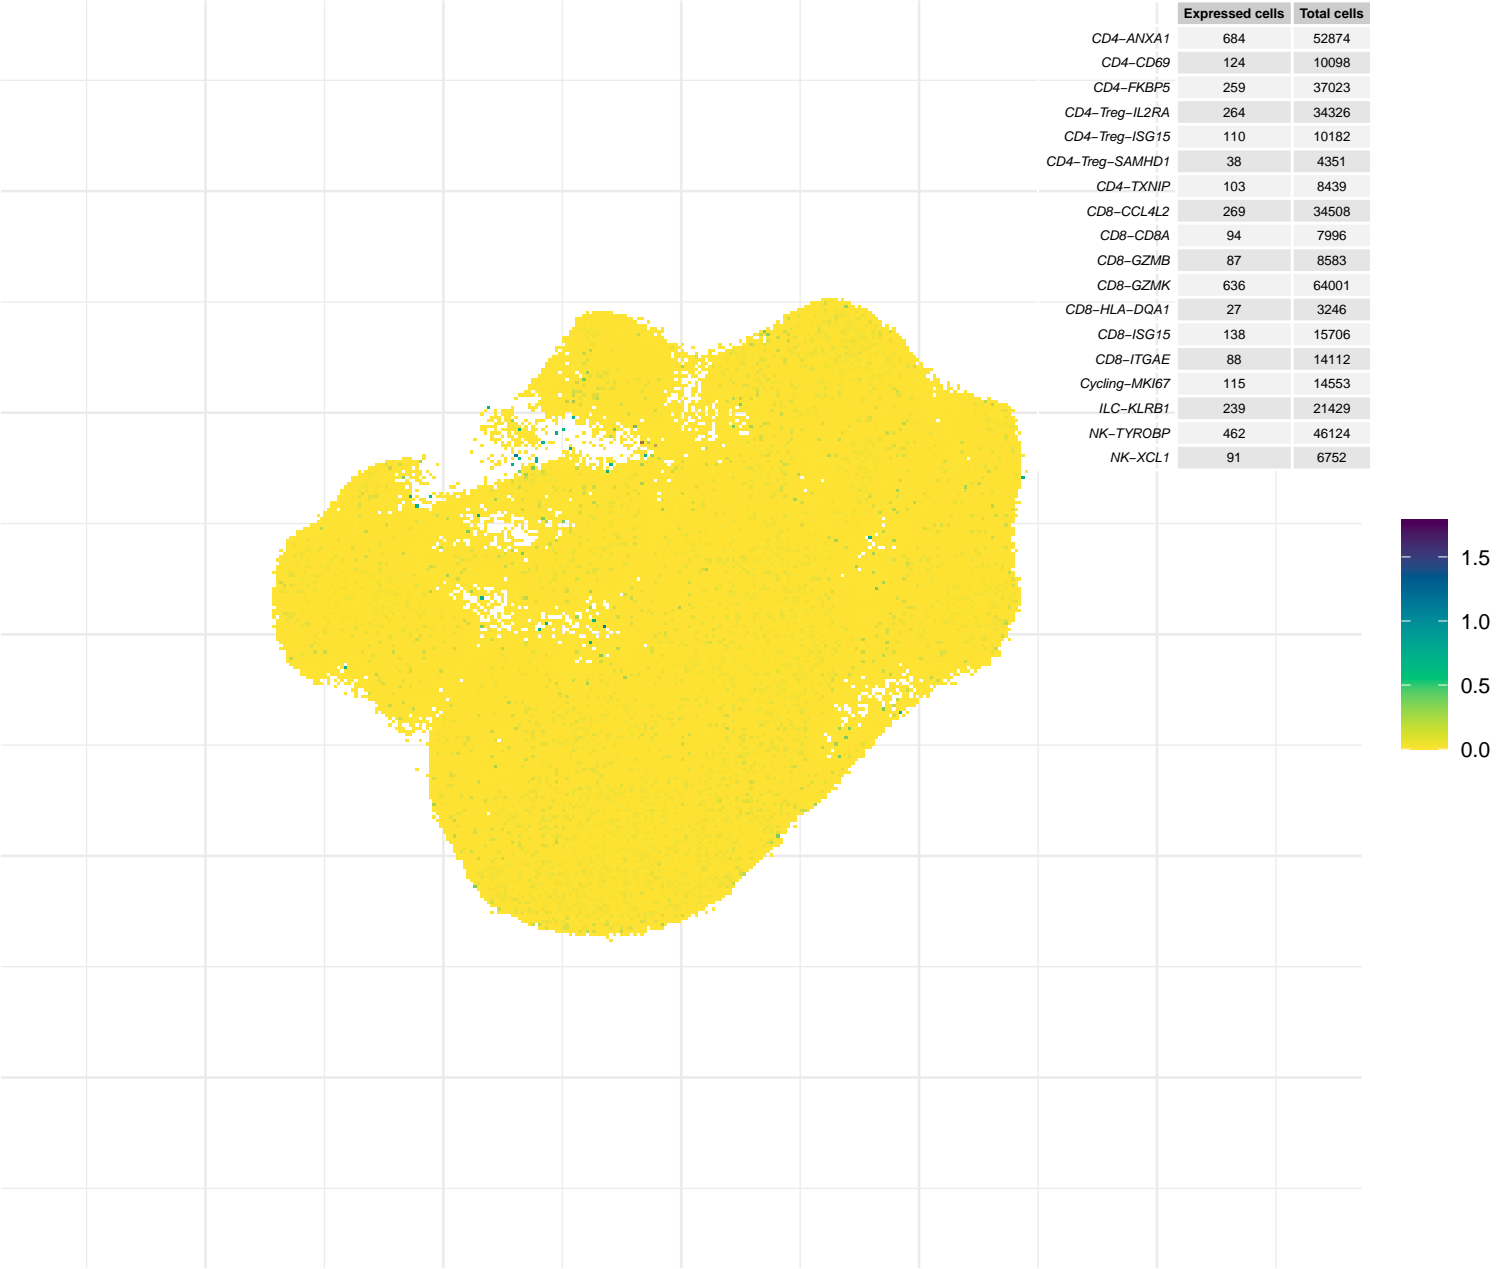 Expressed cells Total cells
CD4−ANXA1 684 52874
CD4−CD69 124 10098
CD4−FKBP5 259 37023
CD4−Treg−IL2RA 264 34326
CD4−Treg−ISG15 110 10182
CD4−Treg−SAMHD1 38 4351
CD4−TXNIP 103 8439
CD8−CCL4L2 269 34508
CD8−CD8A 94 7996
CD8−GZMB 87 8583
CD8−GZMK 636 64001
CD8−HLA−DQA1 27 3246
CD8−ISG15 138 15706
CD8−ITGAE 88 14112
Cycling−MKI67 115 14553
ILC−KLRB1 239 21429
NK−TYROBP 462 46124
NK−XCL1 91 6752
1.5
1.0
0.5
0.0